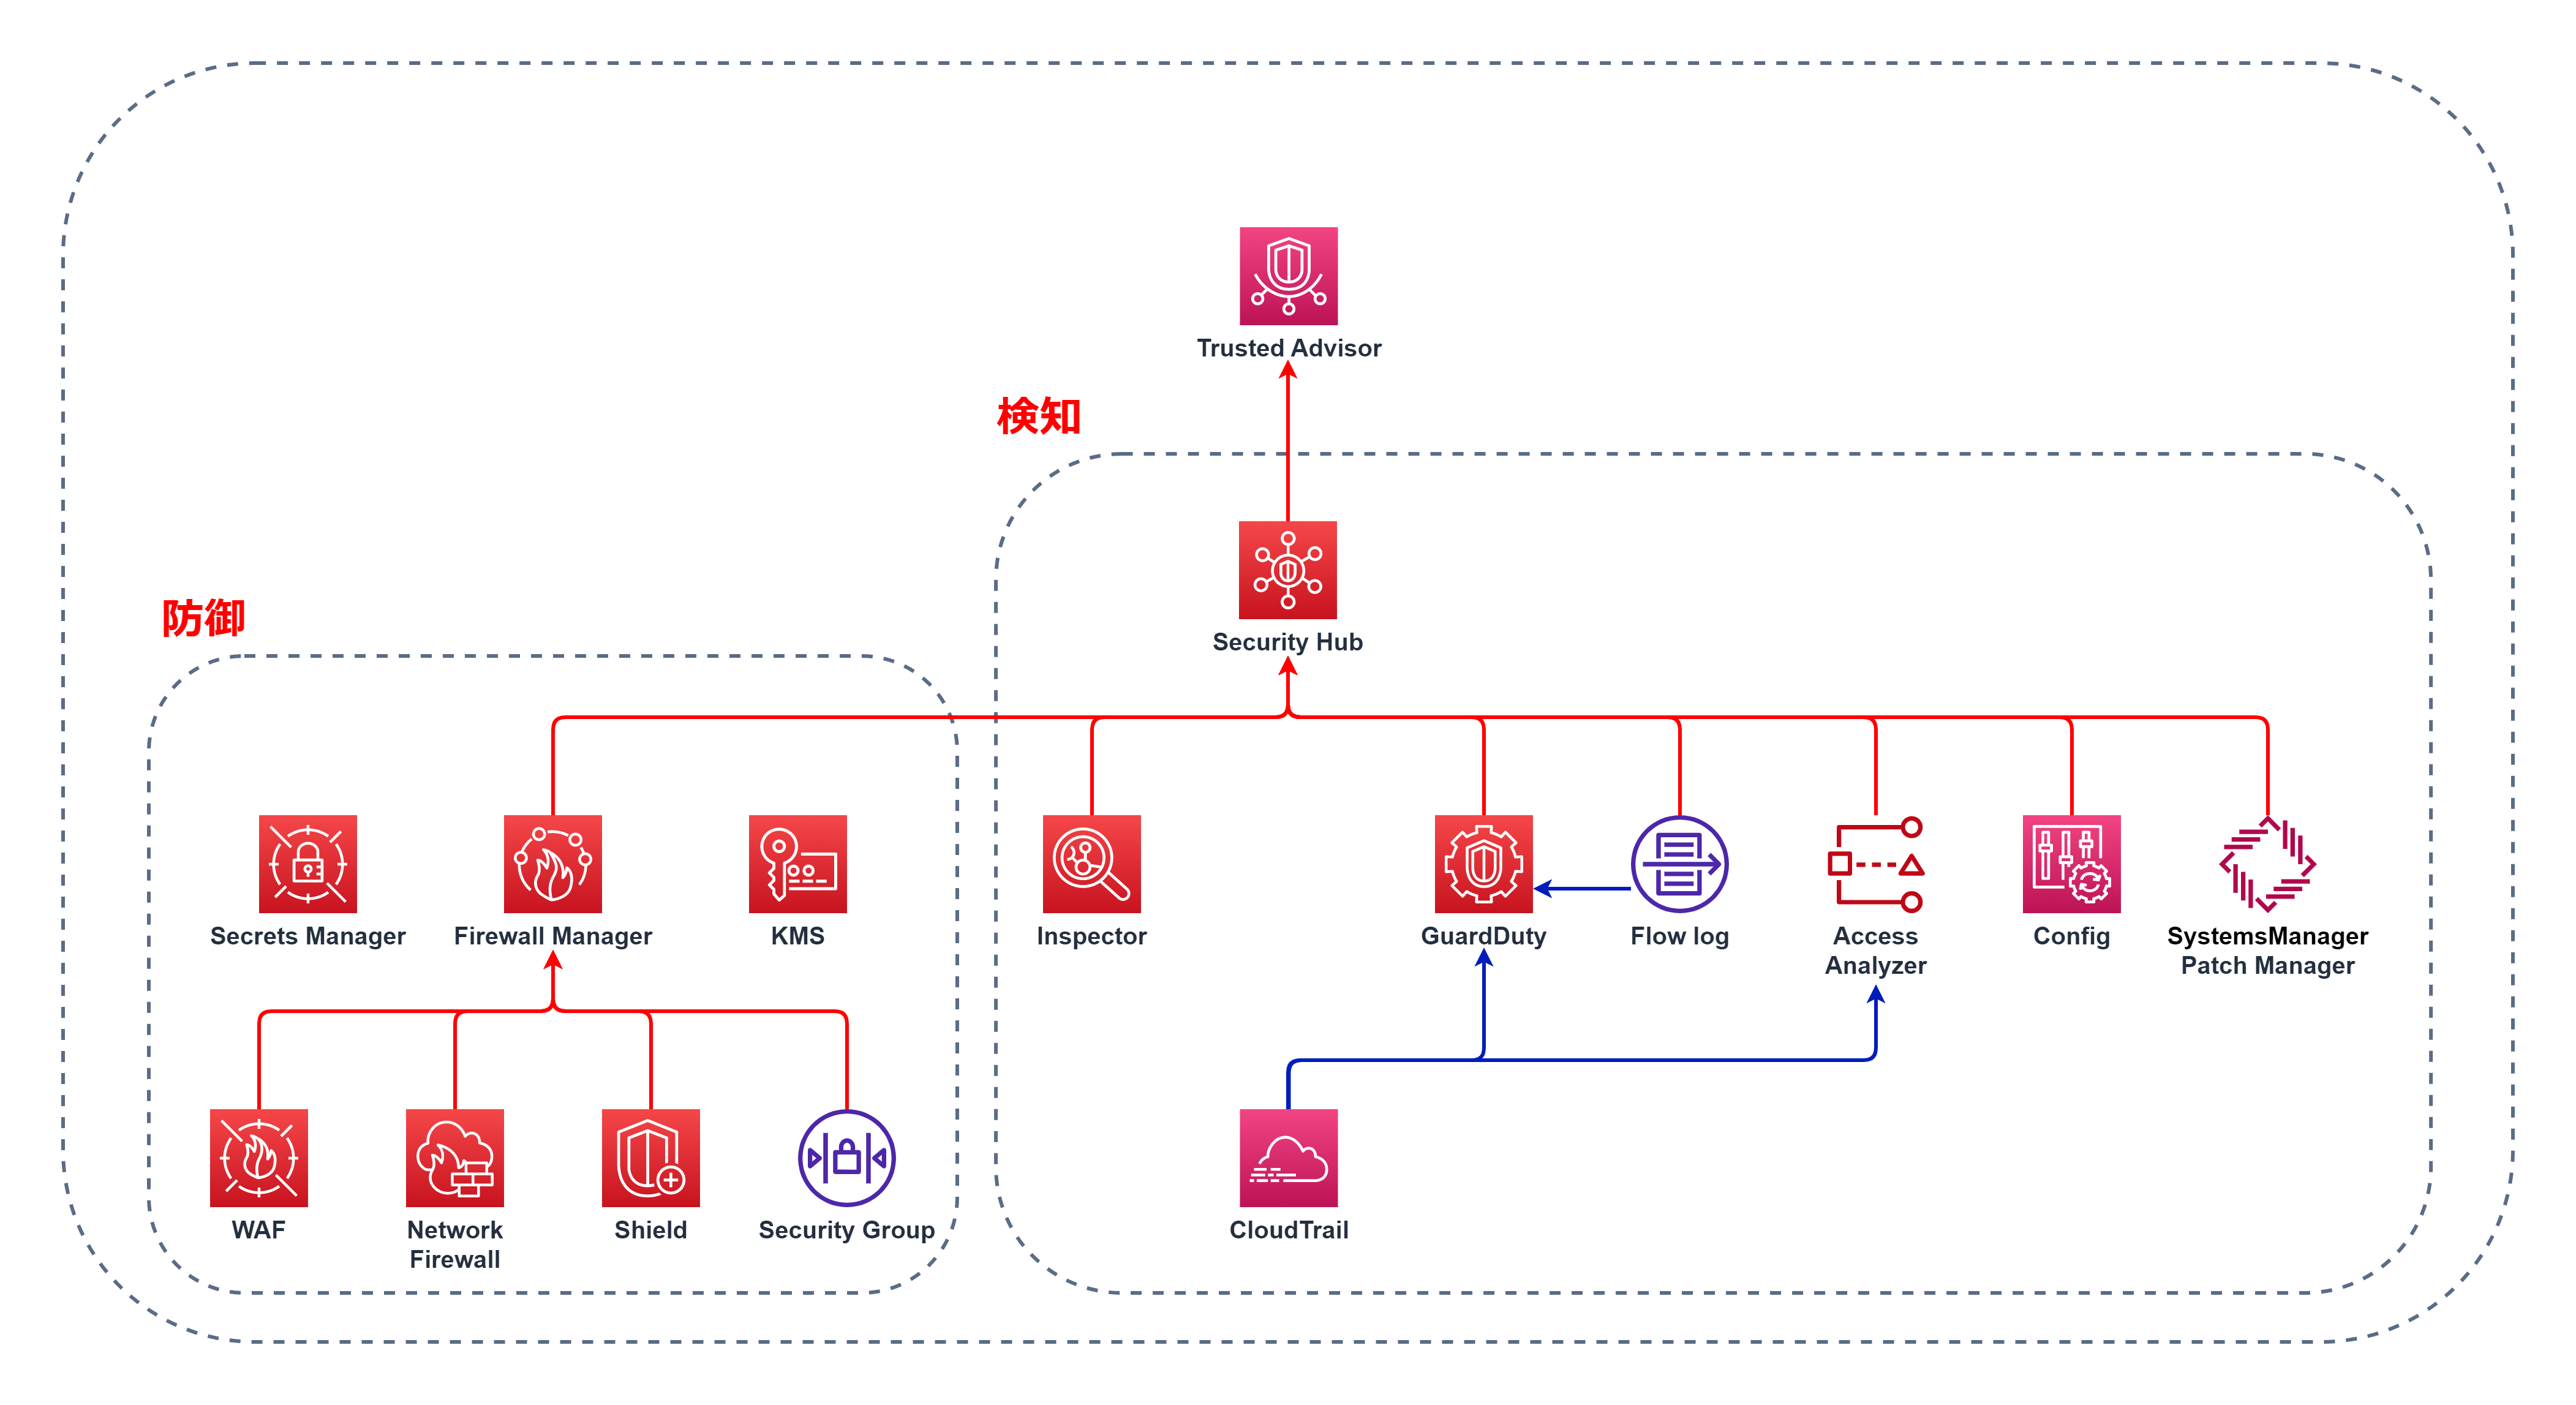 Trusted Advisor
検知
Security Hub
防御
Secrets Manager
Firewall Manager
KMS
Inspector
GuardDuty
Flow log
Access
Analyzer
Config
SystemsManager
Patch Manager
WAF
Network
Firewall
Shield
Security Group
CloudTrail